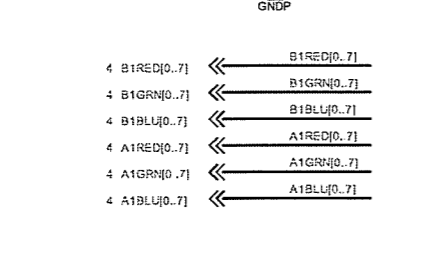 GNDP
4 B1RED[0..7] B1RED[0..7]
4 B1GRN[0..7] B1GRN[0..7]
4 B1BLU[0..7] B1BLU[0..7]
4 A1RED[0..7] A1RED[0..7]
4 A1GRN[0..7] A1GRN[0..7]
4 A1BLU[0..7] A1BLU[0..7]